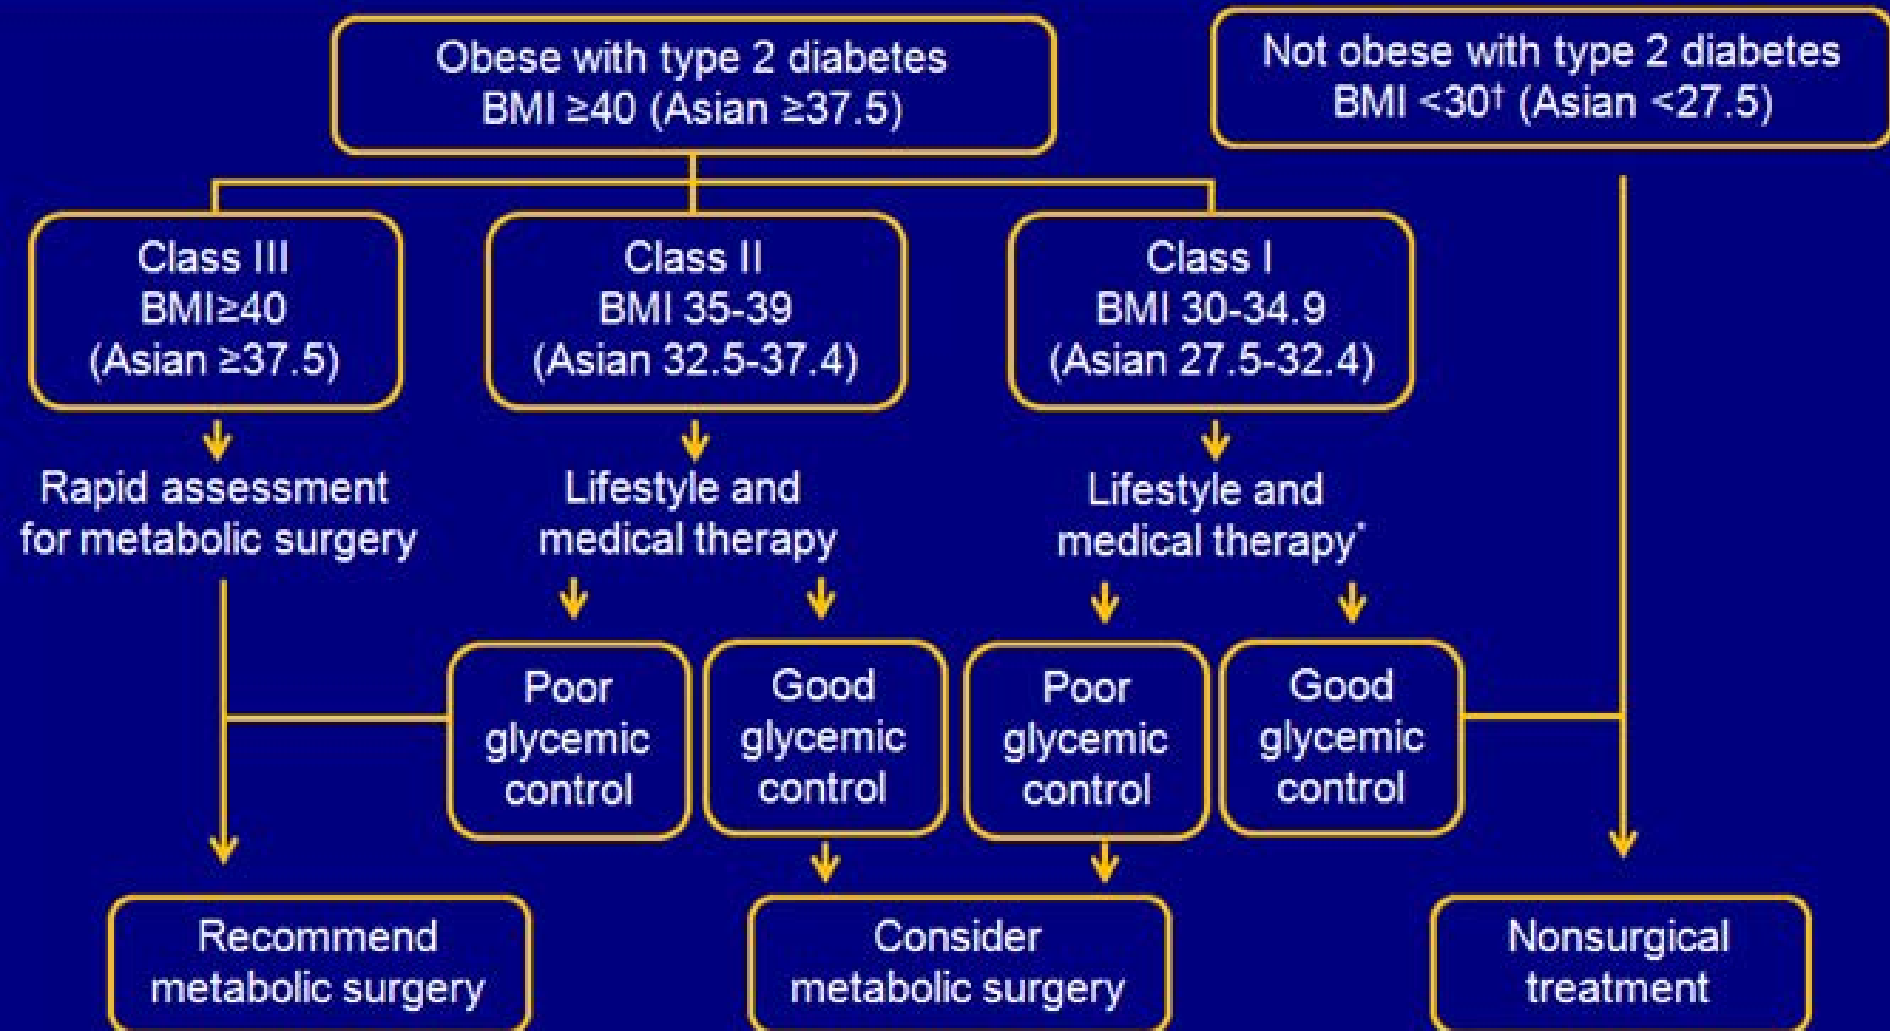 Obese with type 2 diabetes
BMI ≥40 (Asian ≥37.5)
Not obese with type 2 diabetes
BMI <30† (Asian <27.5)
Class III
BMI≥40
(Asian ≥37.5)
Class II
BMI 35-39
(Asian 32.5-37.4)
Class I
BMI 30-34.9
(Asian 27.5-32.4)
Rapid assessment
for metabolic surgery
Lifestyle and
medical therapy
Lifestyle and
medical therapy*
Poor
glycemic
control
Good
glycemic
control
Poor
glycemic
control
Good
glycemic
control
Recommend
metabolic surgery
Consider
metabolic surgery
Nonsurgical
treatment